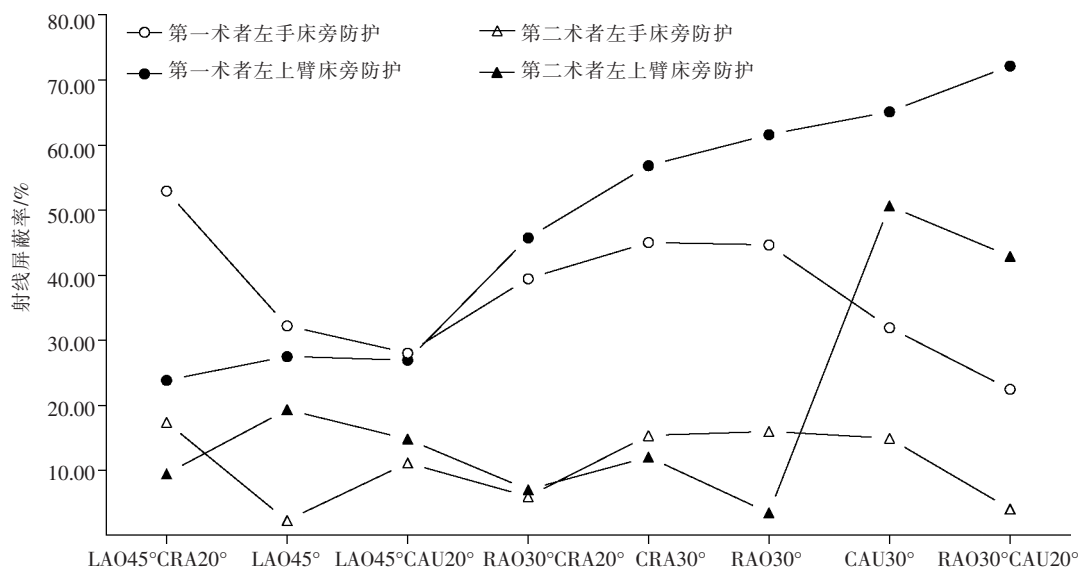 80.00
第一术者左手床旁防护
第二术者左手床旁防护
第一术者左上臂床旁防护
第二术者左上臂床旁防护
70.00
60.00
50.00
40.00
30.00
20.00
10.00
射线屏蔽率/%
LAO45°CRA20°
LAO45°
LAO45°CAU20°
RAO30°CRA20°
CRA30°
RAO30°
CAU30°
RAO30°CAU20°